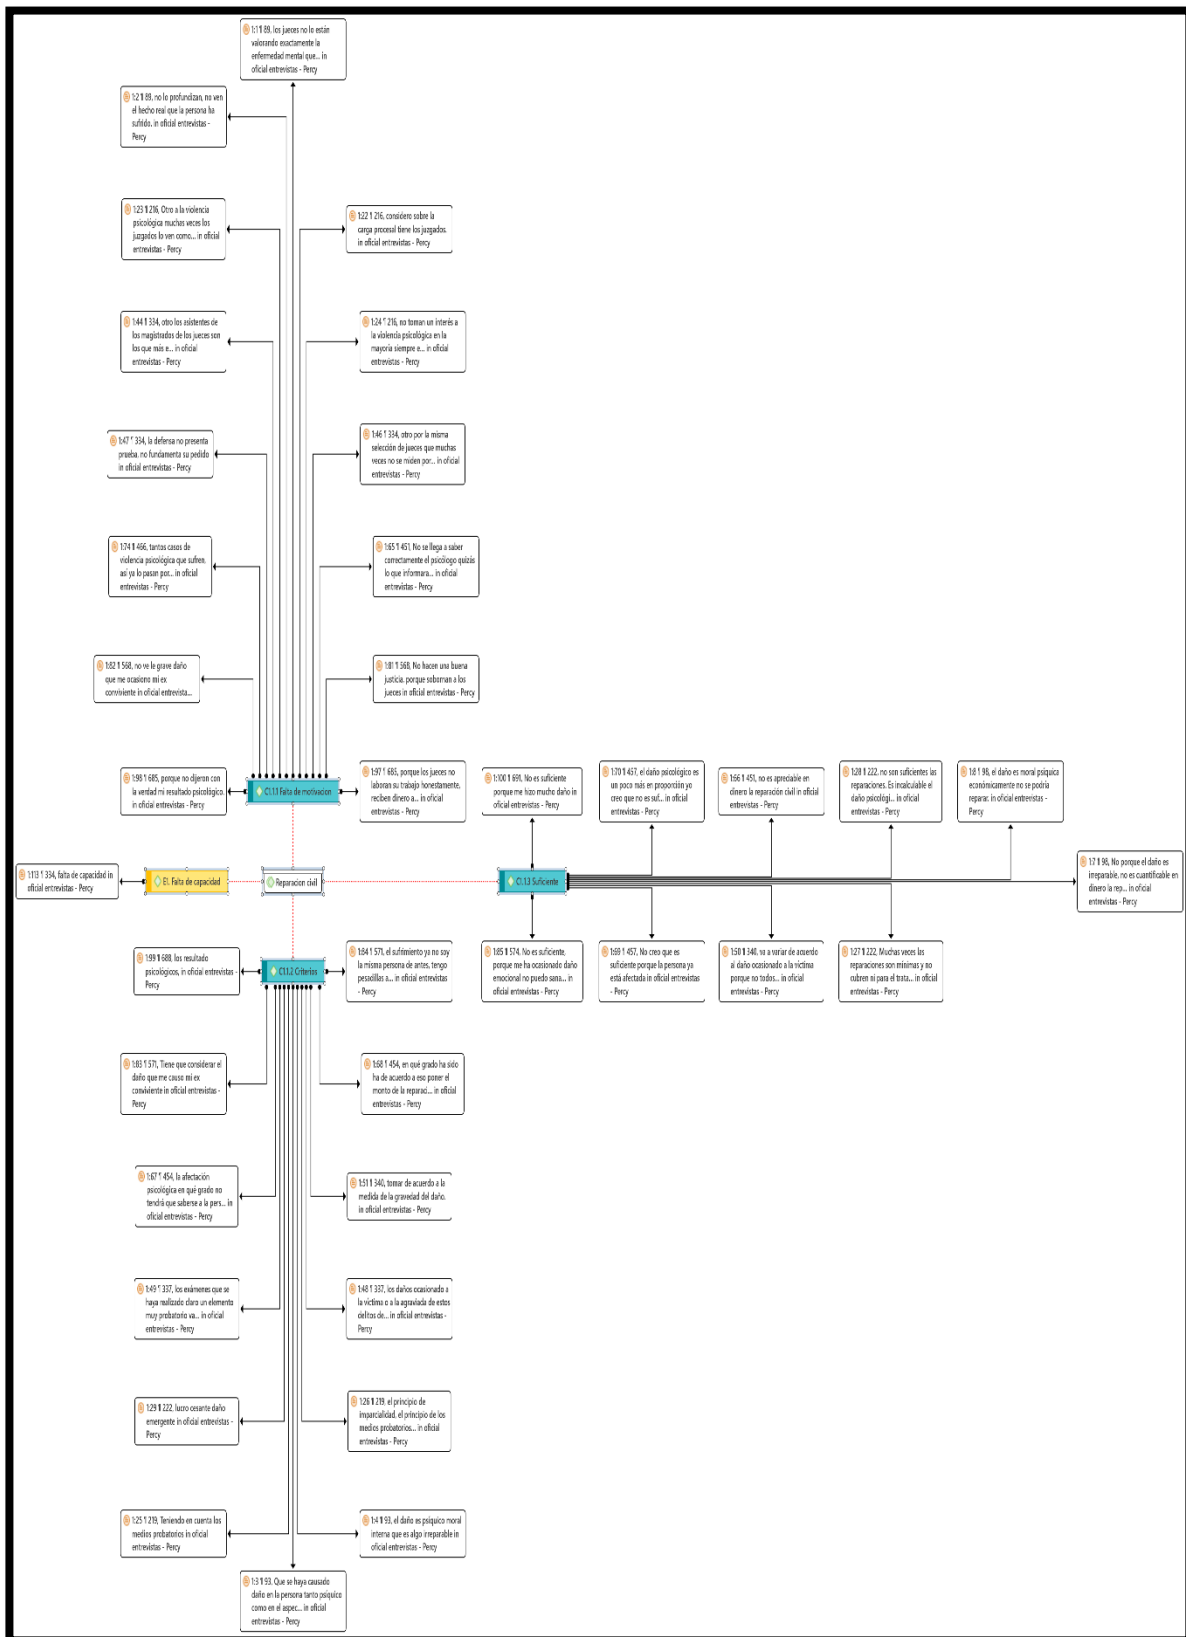 1:1 ¶ 89, los jueces no lo están
valorando exactamente la
enfermedad mental que... in
oficial entrevistas - Percy
1:2 ¶ 89, no lo profundizan, no ven
el hecho real que la persona ha
sufrido. in oficial entrevistas -
Percy
1:23 ¶ 216, Otro a la violencia
psicológica muchas veces los
juzgados lo ven como... in oficial
entrevistas - Percy
1:22 ¶ 216, considero sobre la
carga procesal tiene los juzgados.
in oficial entrevistas - Percy
1:44 ¶ 334, otro los asistentes de
los magistrados de los jueces son
los que más e... in oficial
entrevistas - Percy
1:24 ¶ 216, no toman un interés a
la violencia psicológica en la
mayoría siempre e... in oficial
entrevistas - Percy
1:47 ¶ 334, la defensa no presenta
prueba, no fundamenta su pedido
in oficial entrevistas - Percy
1:46 ¶ 334, otro por la misma
selección de jueces que muchas
veces no se miden por... in oficial
entrevistas - Percy
1:74 ¶ 466, tantos casos de
violencia psicológica que sufren,
así ya lo pasan por... in oficial
entrevistas - Percy
1:65 ¶ 451, No se llega a saber
correctamente el psicólogo quizás
lo que informara... in oficial
entrevistas - Percy
1:82 ¶ 568, no ve le grave daño
que me ocasiono mi ex
conviviente in oficial entrevista...
1:81 ¶ 568, No hacen una buena
justicia, porque sobornan a los
jueces in oficial entrevistas - Percy
1:98 ¶ 685, porque no dijeron con
la verdad mi resultado psicológico.
in oficial entrevistas - Percy
C1.1.1 Falta de motivacion
1:97 ¶ 685, porque los jueces no
laboran su trabajo honestamente,
reciben dinero a... in oficial
entrevistas - Percy
1:100 ¶ 691, No es suficiente
porque me hizo mucho daño in
oficial entrevistas - Percy
1:70 ¶ 457, el daño psicológico es
un poco más en proporción yo
creo que no es suf... in oficial
entrevistas - Percy
1:56 ¶ 451, no es apreciable en
dinero la reparación civil in oficial
entrevistas - Percy
1:28 ¶ 222, no son suficientes las
reparaciones. Es incalculable el
daño psicológi... in oficial
entrevistas - Percy
1:8 ¶ 98, el daño es moral psíquica
económicamente no se podría
reparar. in oficial entrevistas -
Percy
1:113 ¶ 334, falta de capacidad in
oficial entrevistas - Percy
E1. Falta de capacidad
Reparacion civil
C1.1.3 Suficiente
1:7 ¶ 98, No porque el daño es
irreparable, no es cuantificable en
dinero la rep... in oficial
entrevistas - Percy
1:99 ¶ 688, los resultado
psicológicos, in oficial entrevistas -
Percy
C1.1.2 Criterios
1:84 ¶ 571, el sufrimiento ya no soy
la misma persona de antes, tengo
pesadillas a... in oficial entrevistas
- Percy
1:85 ¶ 574, No es suficiente,
porque me ha ocasionado daño
emocional no puedo sana... in
oficial entrevistas - Percy
1:69 ¶ 457, No creo que es
suficiente porque la persona ya
está afectada in oficial entrevistas
- Percy
1:50 ¶ 340, va a variar de acuerdo
al daño ocasionado a la víctima
porque no todos... in oficial
entrevistas - Percy
1:27 ¶ 222, Muchas veces las
reparaciones son mínimas y no
cubren ni para el trata... in oficial
entrevistas - Percy
1:83 ¶ 571, Tiene que considerar el
daño que me causo mi ex
conviviente in oficial entrevistas -
Percy
1:68 ¶ 454, en qué grado ha sido
ha de acuerdo a eso poner el
monto de la reparaci... in oficial
entrevistas - Percy
1:67 ¶ 454, la afectación
psicológica en qué grado no
tendrá que saberse a la pers... in
oficial entrevistas - Percy
1:51 ¶ 340, tomar de acuerdo a la
medida de la gravedad del daño.
in oficial entrevistas - Percy
1:49 ¶ 337, los exámenes que se
haya realizado claro un elemento
muy probatorio va... in oficial
entrevistas - Percy
1:48 ¶ 337, los daños ocasionado a
la víctima o a la agraviada de estos
delitos de... in oficial entrevistas -
Percy
1:29 ¶ 222, lucro cesante daño
emergente in oficial entrevistas -
Percy
1:26 ¶ 219, el principio de
imparcialidad, el principio de los
medios probatorios... in oficial
entrevistas - Percy
1:25 ¶ 219, Teniendo en cuenta los
medios probatorios in oficial
entrevistas - Percy
1:4 ¶ 93, el daño es psíquico moral
interna que es algo irreparable in
oficial entrevistas - Percy
1:3 ¶ 93, Que se haya causado
daño en la persona tanto psíquico
como en el aspec... in oficial
entrevistas - Percy